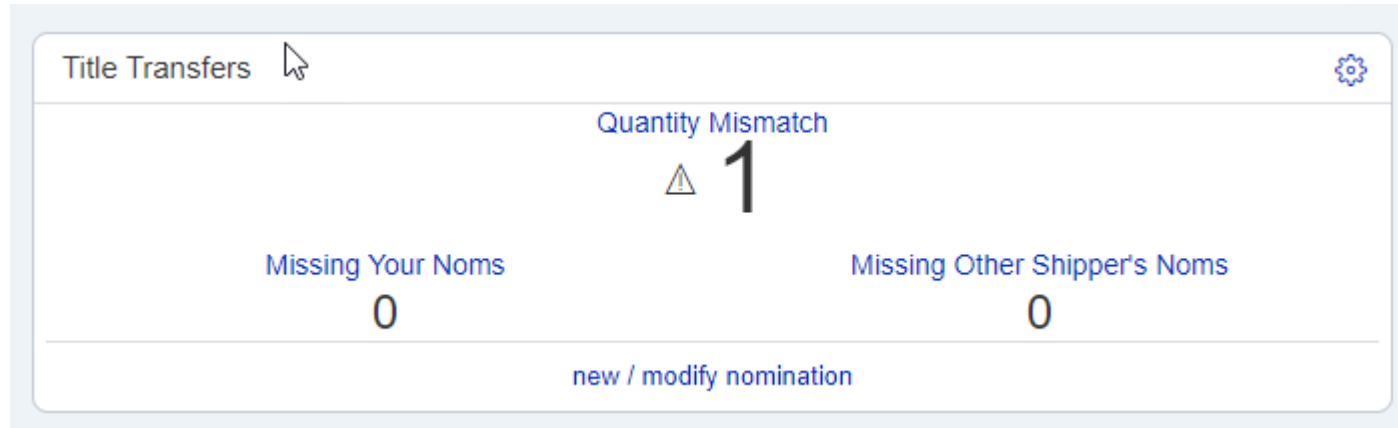 Title Transfers
Quantity Mismatch
1
Missing Your Noms
0
Missing Other Shipper's Noms
0
new / modify nomination